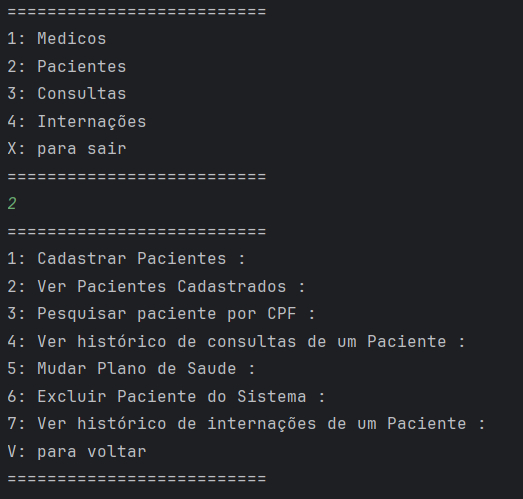 ==========================
1: Medicos
2: Pacientes
3: Consultas
4: Internações
X: para sair
==========================
2
==========================
1: Cadastrar Pacientes :
2: Ver Pacientes Cadastrados :
3: Pesquisar paciente por CPF :
4: Ver histórico de consultas de um Paciente :
5: Mudar Plano de Saude :
6: Excluir Paciente do Sistema :
7: Ver histórico de internações de um Paciente :
V: para voltar
==========================